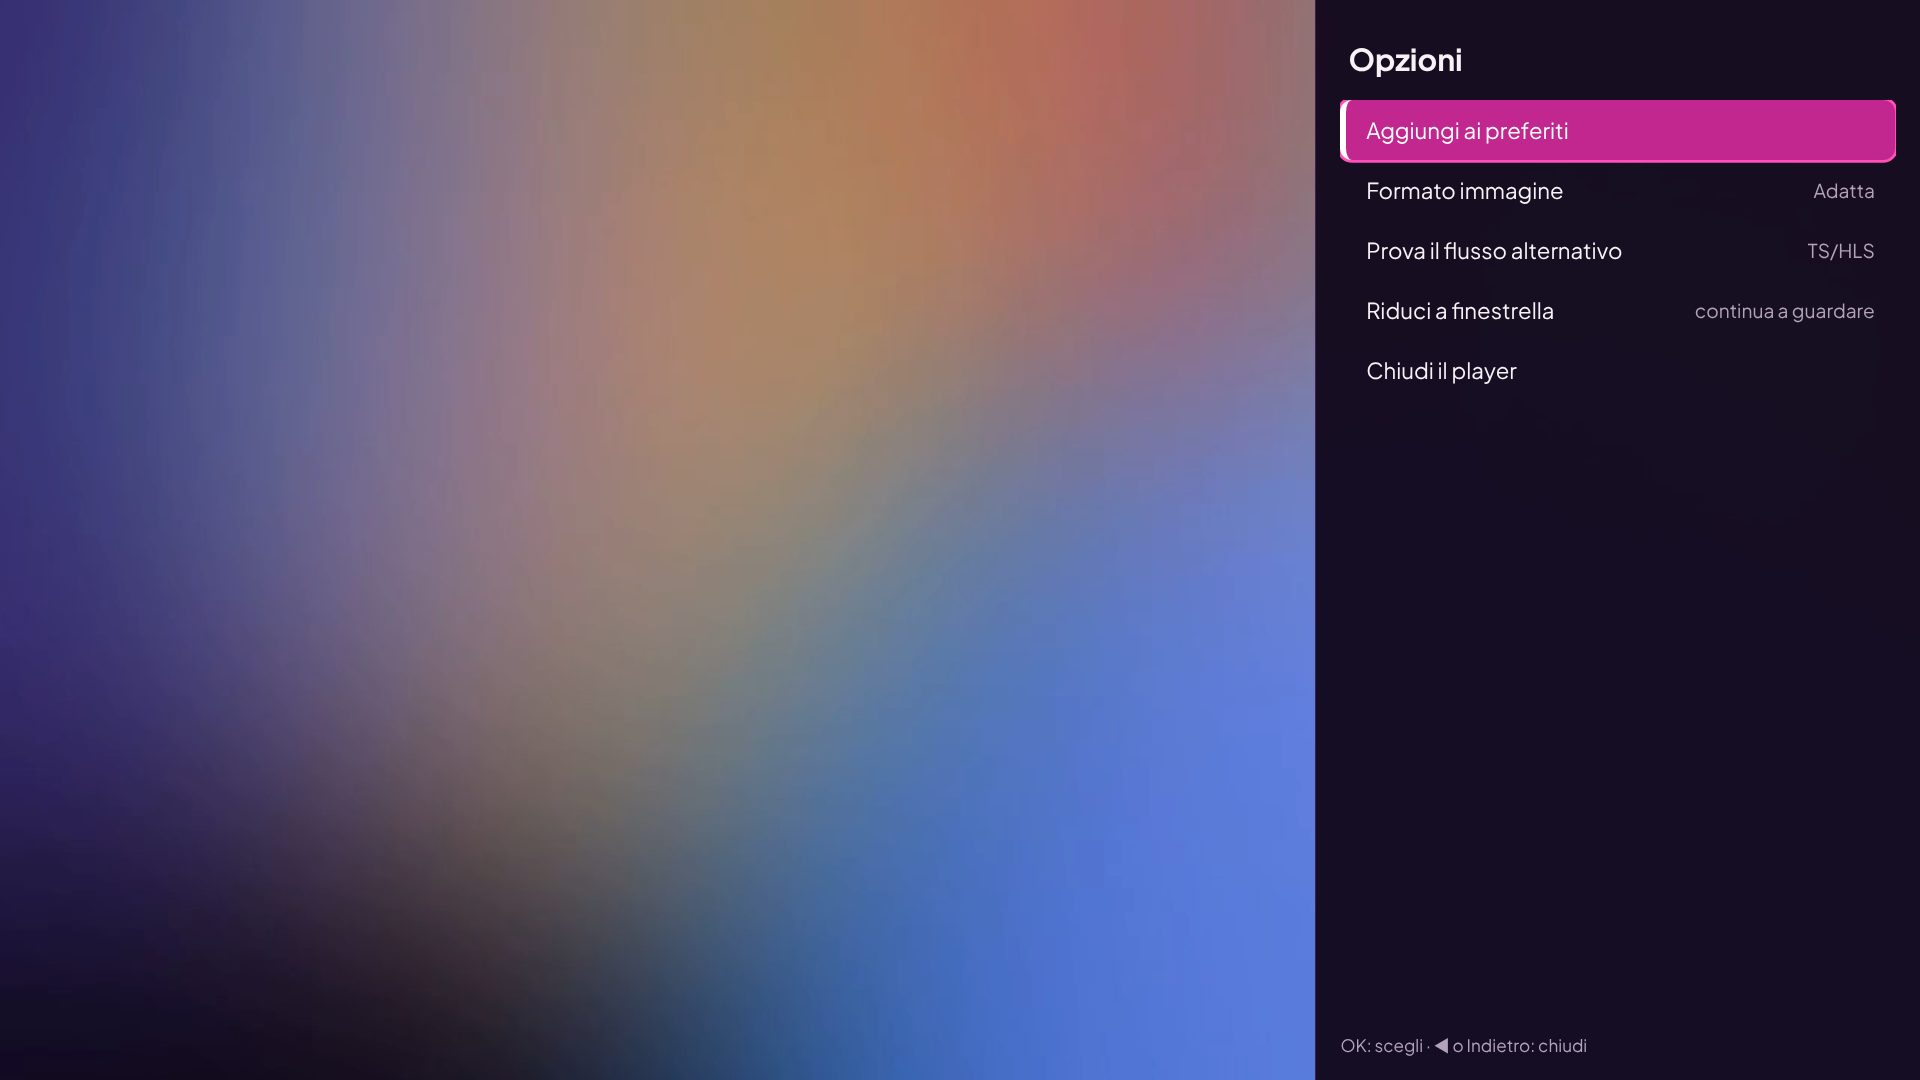 Opzioni
Aggiungi ai preferiti
Formato immagine Adatta
Prova il flusso alternativo TS/HLS
Riduci a finestrella continua a guardare
Chiudi il player
OK: scegli · ◀ o Indietro: chiudi